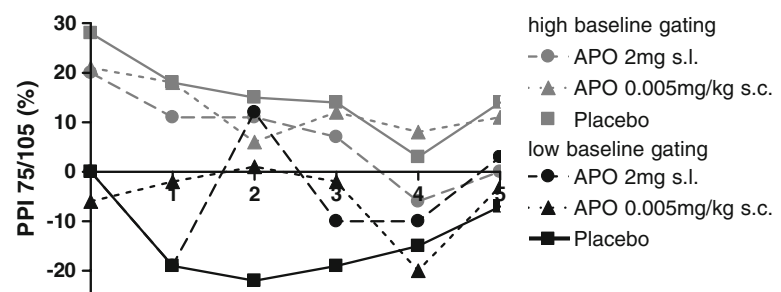 30
20
10
0
-10
-20
PPI 75/105 (%)
1
2
3
4
5
high baseline gating
APO 2mg s.l.
APO 0.005mg/kg s.c.
Placebo
low baseline gating
APO 2mg s.l.
APO 0.005mg/kg s.c.
Placebo